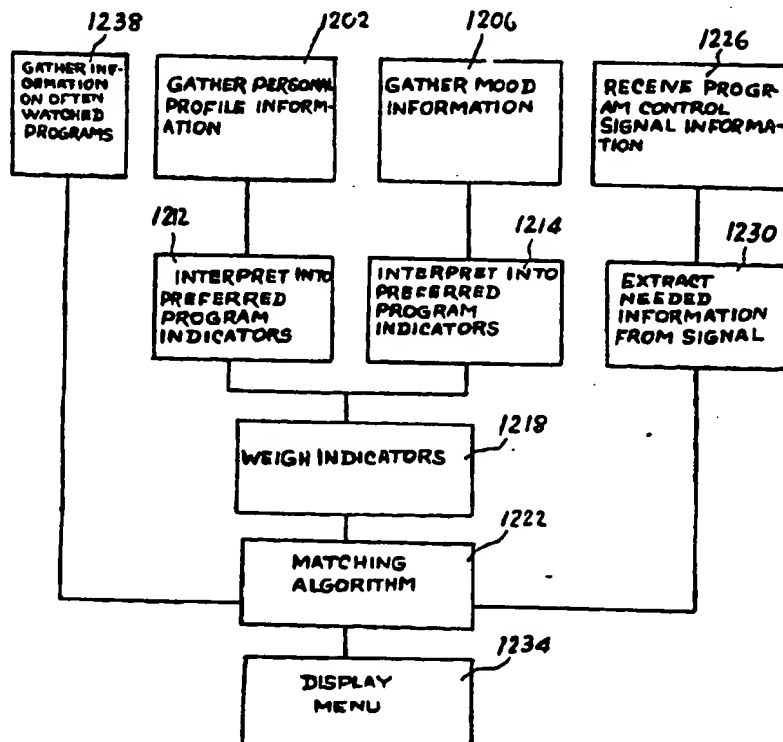 1238
1202
1206
1226
GATHER INF-
ORMATION
ON OFTEN
WATCHED
PROGRAMS
GATHER PERSONAL
PROFILE INFORM-
ATION
GATHER MOOD
INFORMATION
RECEIVE PROGR-
AM CONTROL
SIGNAL INFORMA-
TION
1212
INTERPRET INTO
PREFERRED
PROGRAM
INDICATORS
1214
INTERPRET INTO
PREFERRED
PROGRAM
INDICATORS
1230
EXTRACT
NEEDED
INFORMATION
FROM SIGNAL
1218
WEIGH INDICATORS
1222
MATCHING
ALGORITHM
1234
DISPLAY
MENU